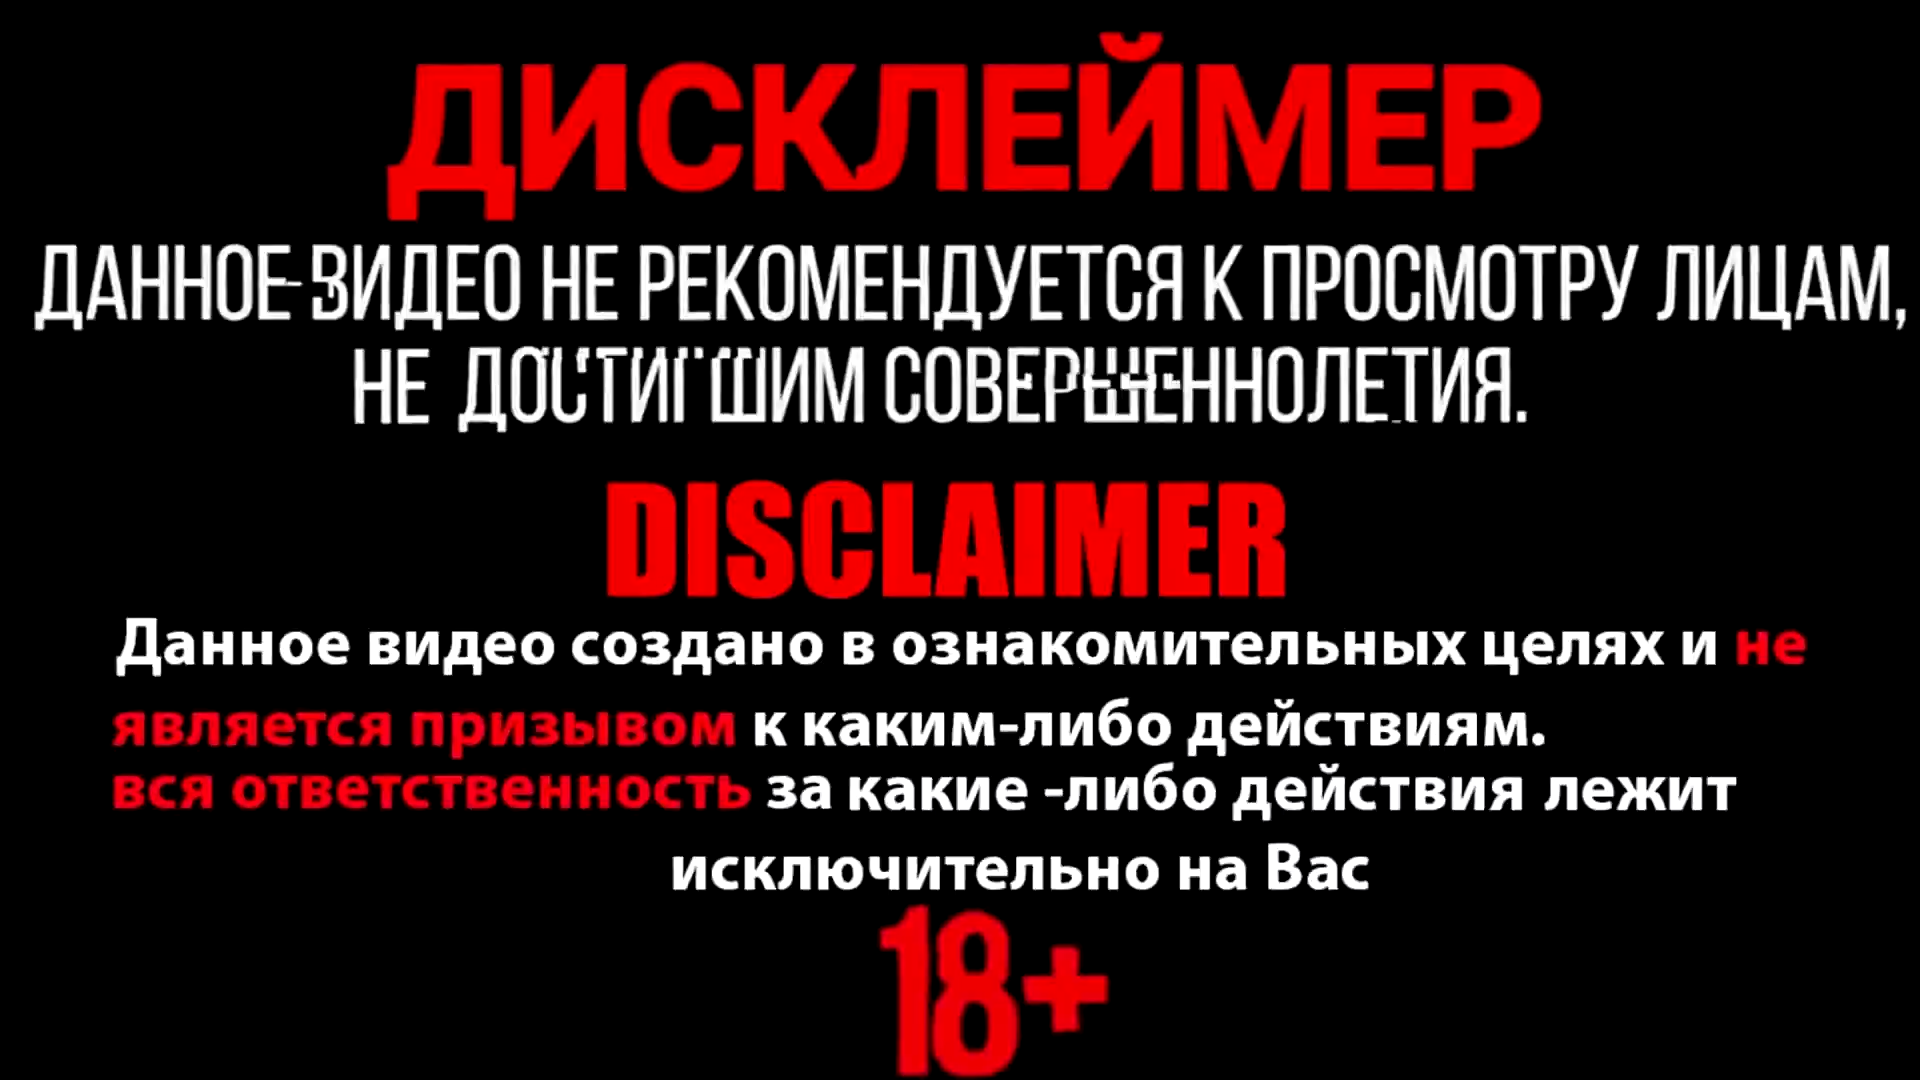 ДИСКЛЕЙМЕР
ДАННОЕ ВИДЕО НЕ РЕКОМЕНДУЕТСЯ К ПРОСМОТРУ ЛИЦАМ,
НЕ ДОСТИГШИМ СОВЕРШЕННОЛЕТИЯ.
DISCLAIMER
Данное видео создано в ознакомительных целях и не
является призывом к каким-либо действиям.
вся ответственность за какие -либо действия лежит
исключительно на Вас
18+